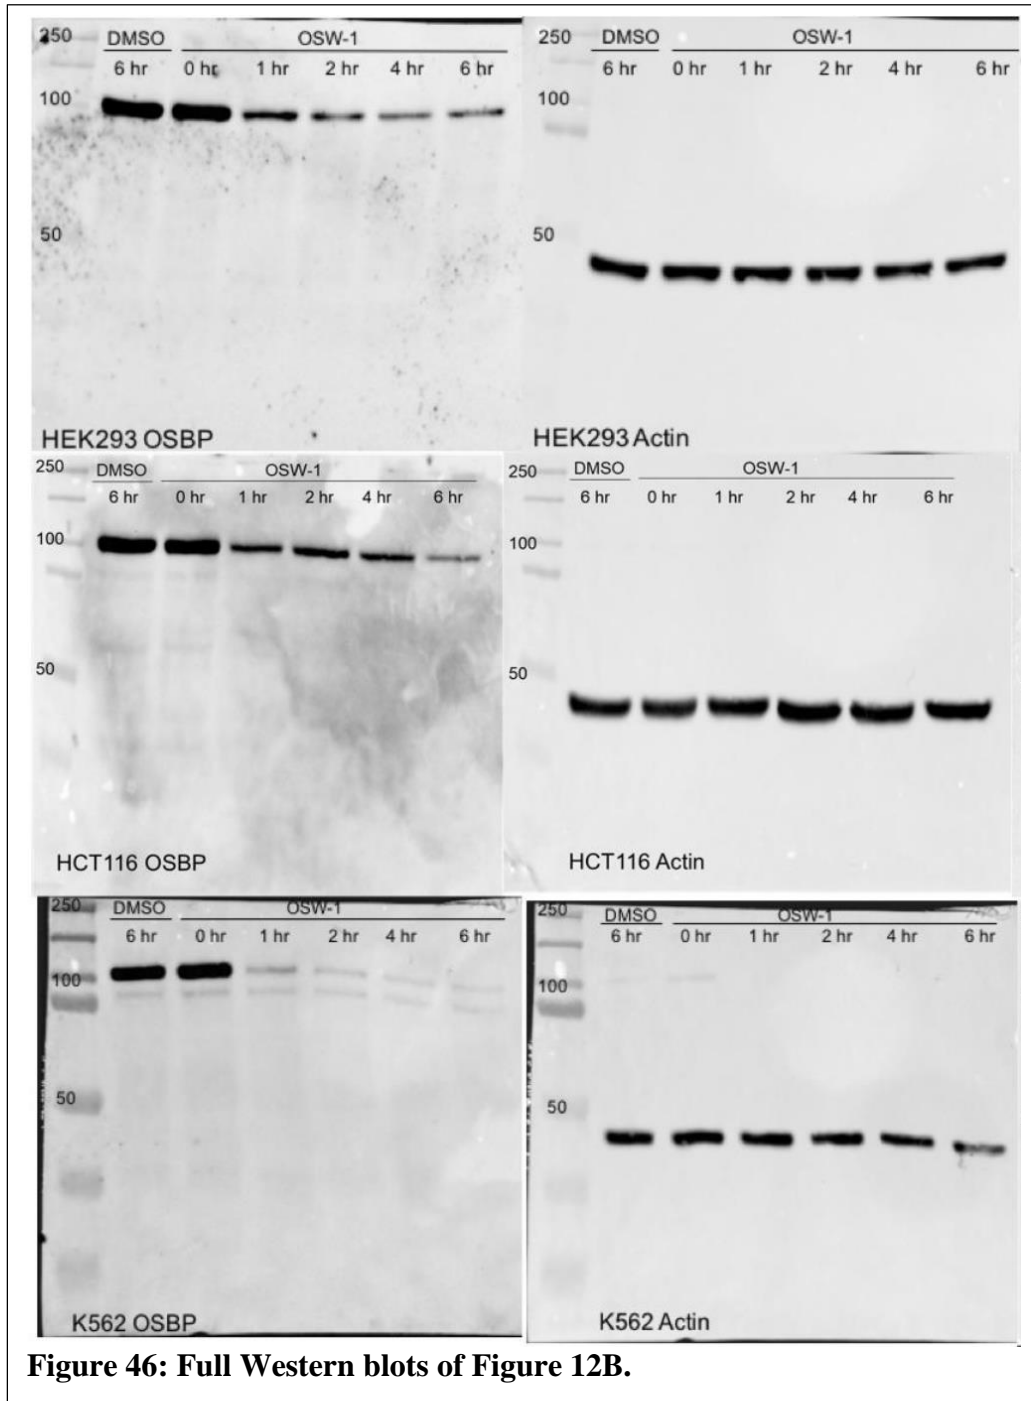 250 DMSO OSW-1
6 hr 0 hr 1 hr 2 hr 4 hr 6 hr
100
50
HEK293 OSBP
250 DMSO OSW-1
6 hr 0 hr 1 hr 2 hr 4 hr 6 hr
100
50
HEK293 Actin
250 DMSO OSW-1
6 hr 0 hr 1 hr 2 hr 4 hr 6 hr
100
50
HCT116 OSBP
250 DMSO OSW-1
6 hr 0 hr 1 hr 2 hr 4 hr 6 hr
100
50
HCT116 Actin
250 DMSO OSW-1
6 hr 0 hr 1 hr 2 hr 4 hr 6 hr
100
50
K562 OSBP
250 DMSO OSW-1
6 hr 0 hr 1 hr 2 hr 4 hr 6 hr
100
50
K562 Actin
Figure 46: Full Western blots of Figure 12B.